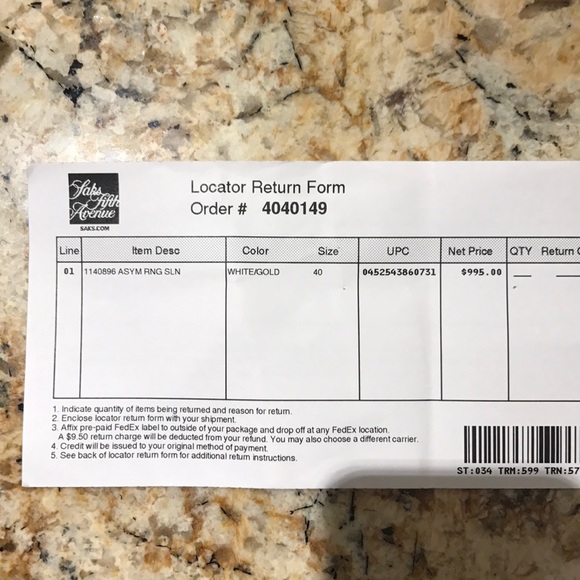 Saks
Fifth
Avenue
SAKS.COM
Locator Return Form
Order # 4040149
Line Item Desc Color Size UPC Net Price QTY Return
01 1140896 ASYM RNG SLN WHITE/GOLD 40 0452543860731 $995.00
1. Indicate quantity of items being returned and reason for return.
2. Enclose locator return form with your shipment.
3. Affix pre-paid FedEx label to outside of your package and drop off at any FedEx location.
A $9.50 return charge will be deducted from your refund. You may also choose a different carrier.
4. Credit will be issued to your original method of payment.
5. See back of locator return form for additional return instructions.
ST:034 TRM:599 TRN:57